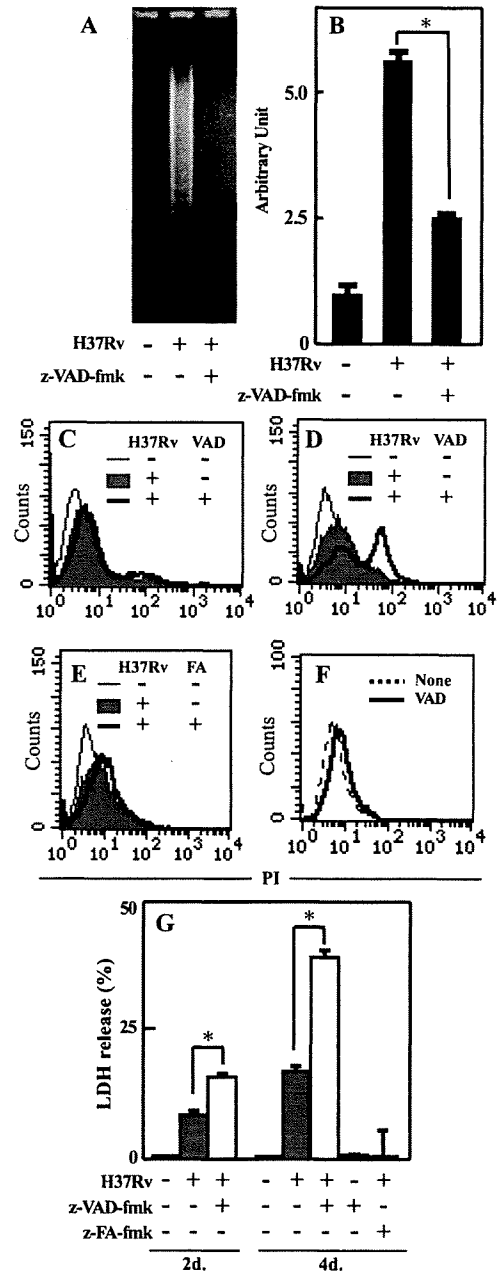 A
H37Rv - + +
z-VAD-fmk - - +
B
*
Arbitrary Unit
5.0
2.5
0
H37Rv - + +
z-VAD-fmk - - +
C
H37Rv VAD
- -
+ -
+ +
150
Counts
0
10^0 10^1 10^2 10^3 10^4
D
H37Rv VAD
- -
+ -
+ +
150
Counts
0
10^0 10^1 10^2 10^3 10^4
E
H37Rv FA
- -
+ -
+ +
150
Counts
0
10^0 10^1 10^2 10^3 10^4
F
None
VAD
100
Counts
0
10^0 10^1 10^2 10^3 10^4
PI
G
*
*
LDH release (%)
50
25
0
H37Rv - + + - + + - +
z-VAD-fmk - - + - - + + -
z-FA-fmk - - - - - - - +
2d. 4d.